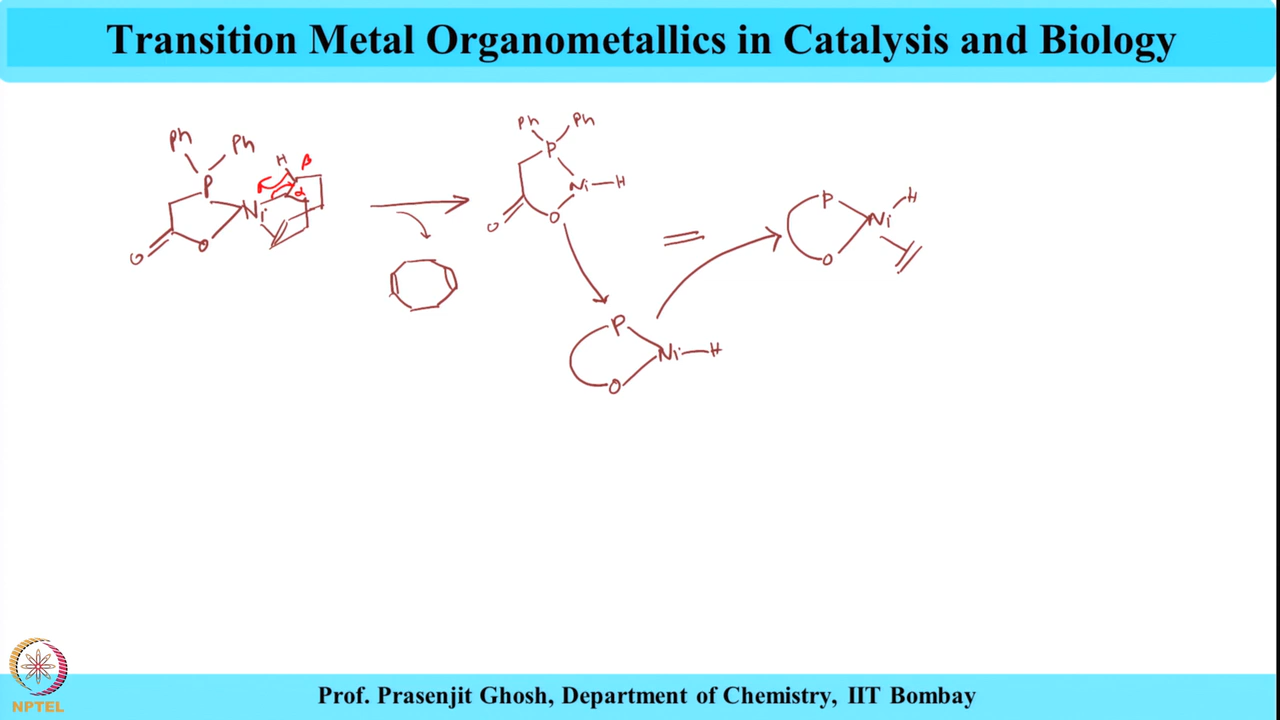 Transition Metal Organometallics in Catalysis and Biology
Ph Ph
H β
P
α
Ni
O
O
Ph Ph
P
Ni H
O
O
P
Ni H
O
H
P
Ni
O
NPTEL
Prof. Prasenjit Ghosh, Department of Chemistry, IIT Bombay